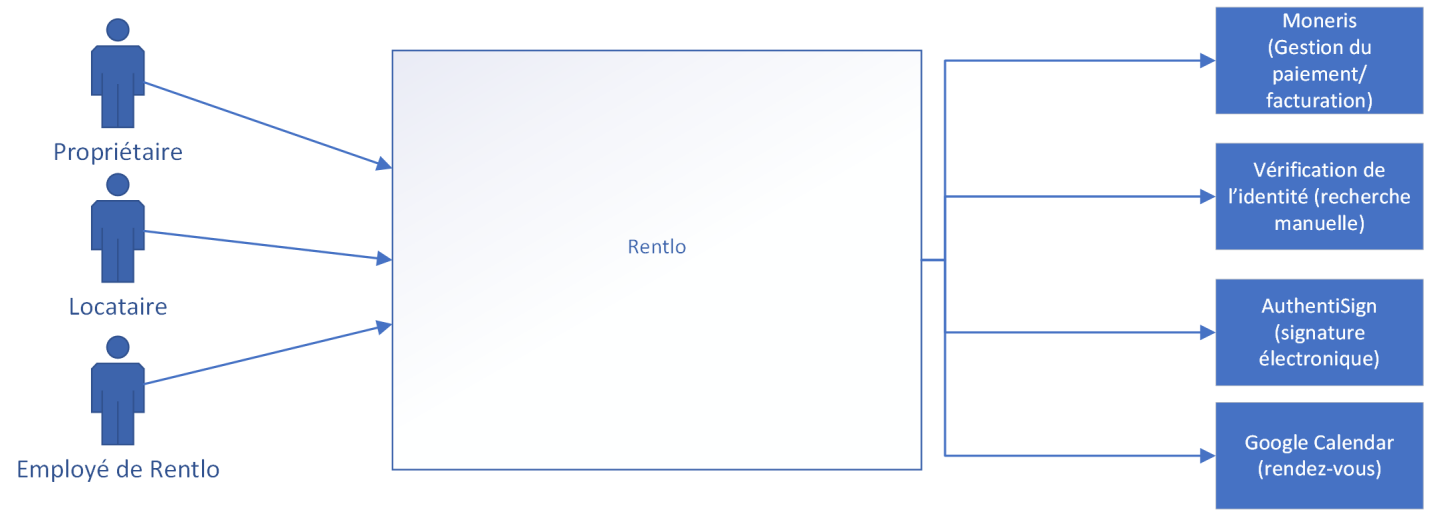 Propriétaire
Locataire
Employé de Rentlo
Rentlo
Moneris
(Gestion du
paiement/
facturation)
Vérification de
l’identité (recherche
manuelle)
AuthentiSign
(signature
électronique)
Google Calendar
(rendez-vous)